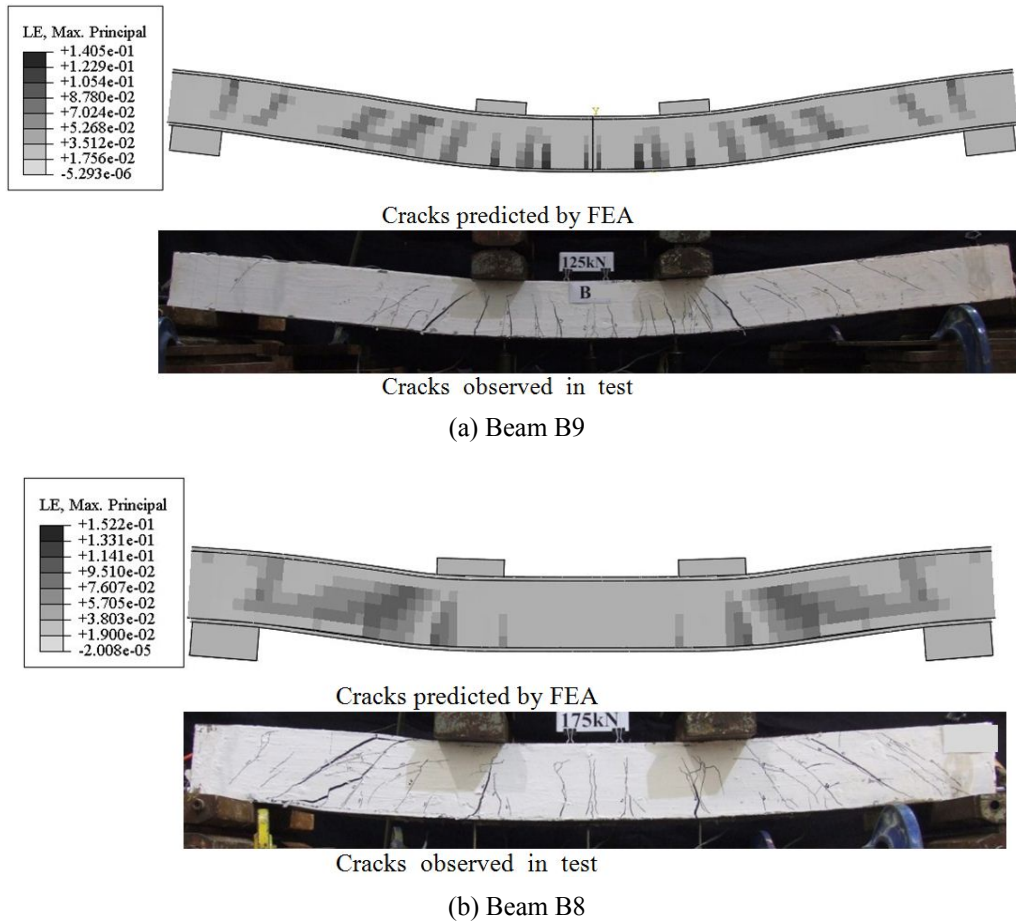 LE, Max. Principal
+1.405e-01
+1.229e-01
+1.054e-01
+8.780e-02
+7.024e-02
+5.268e-02
+3.512e-02
+1.756e-02
-5.293e-06
Y
Cracks predicted by FEA
125kN
B
Cracks observed in test
(a) Beam B9
LE, Max. Principal
+1.522e-01
+1.331e-01
+1.141e-01
+9.510e-02
+7.607e-02
+5.705e-02
+3.803e-02
+1.900e-02
-2.008e-05
Cracks predicted by FEA
175kN
Cracks observed in test
(b) Beam B8